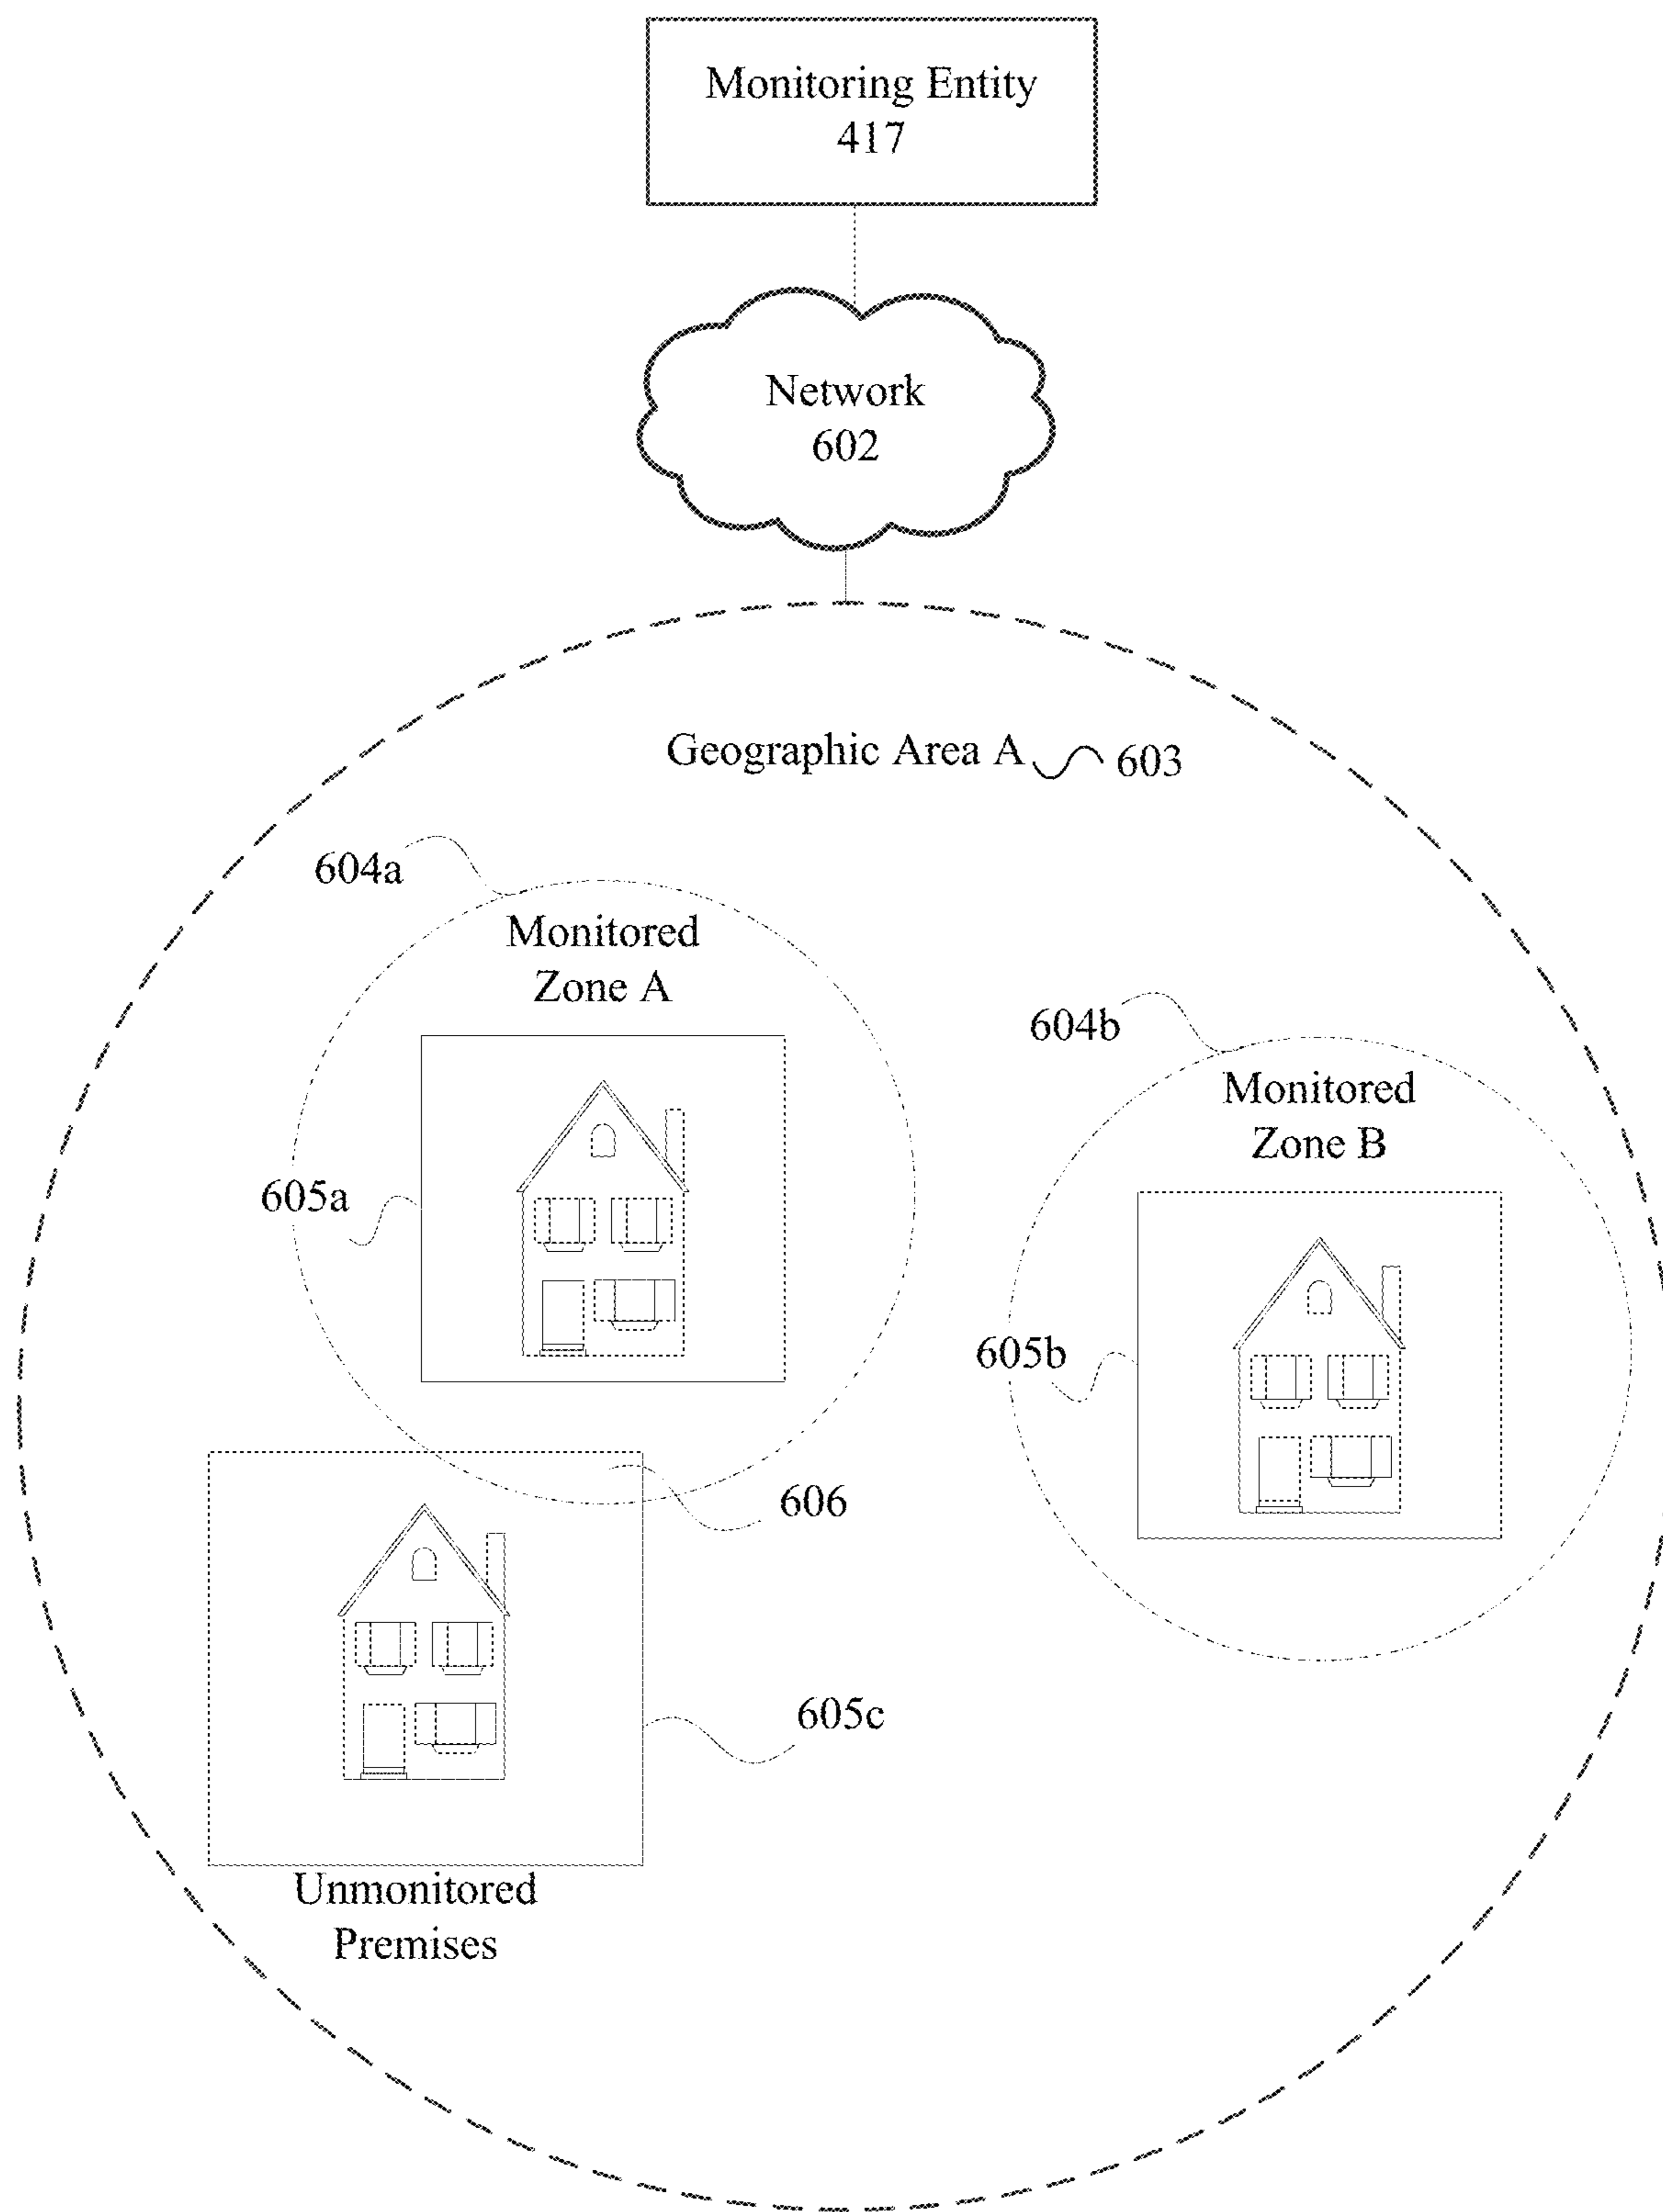 Monitoring Entity
417
Network
602
Geographic Area A 603
604a
Monitored
Zone A
604b
Monitored
Zone B
605a
605b
606
605c
Unmonitored
Premises